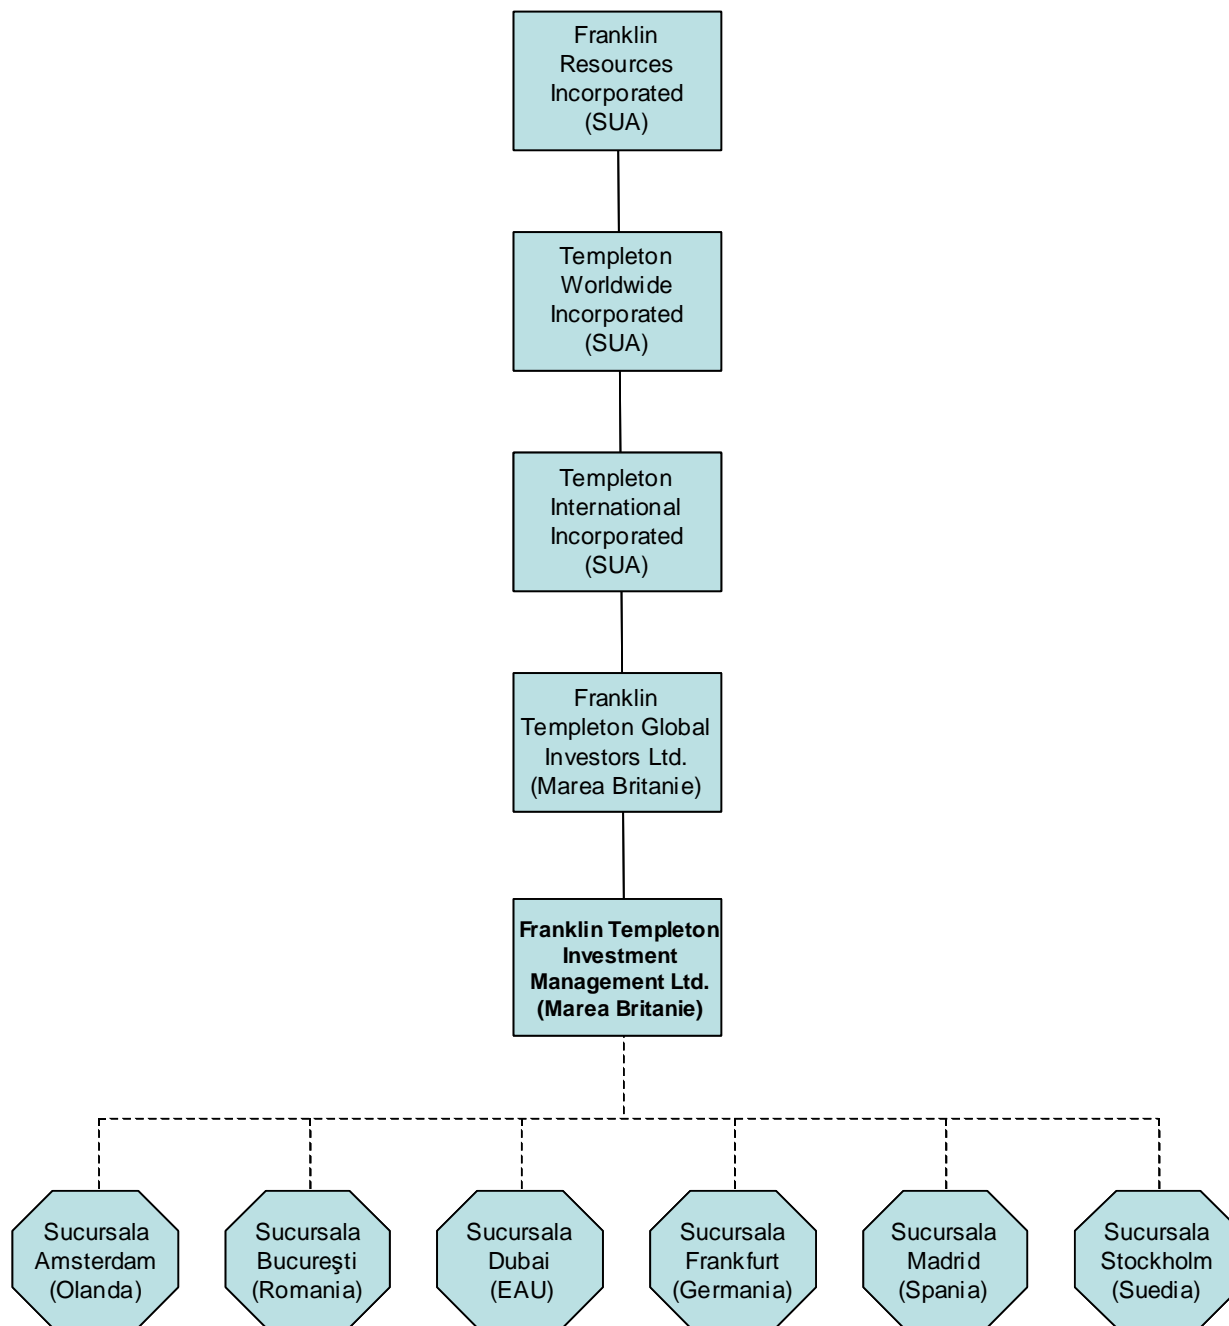 Franklin
Resources
Incorporated
(SUA)
Templeton
Worldwide
Incorporated
(SUA)
Templeton
International
Incorporated
(SUA)
Franklin
Templeton Global
Investors Ltd.
(Marea Britanie)
Franklin Templeton
Investment
Management Ltd.
(Marea Britanie)
Sucursala
Amsterdam
(Olanda)
Sucursala
Bucureşti
(Romania)
Sucursala
Dubai
(EAU)
Sucursala
Frankfurt
(Germania)
Sucursala
Madrid
(Spania)
Sucursala
Stockholm
(Suedia)